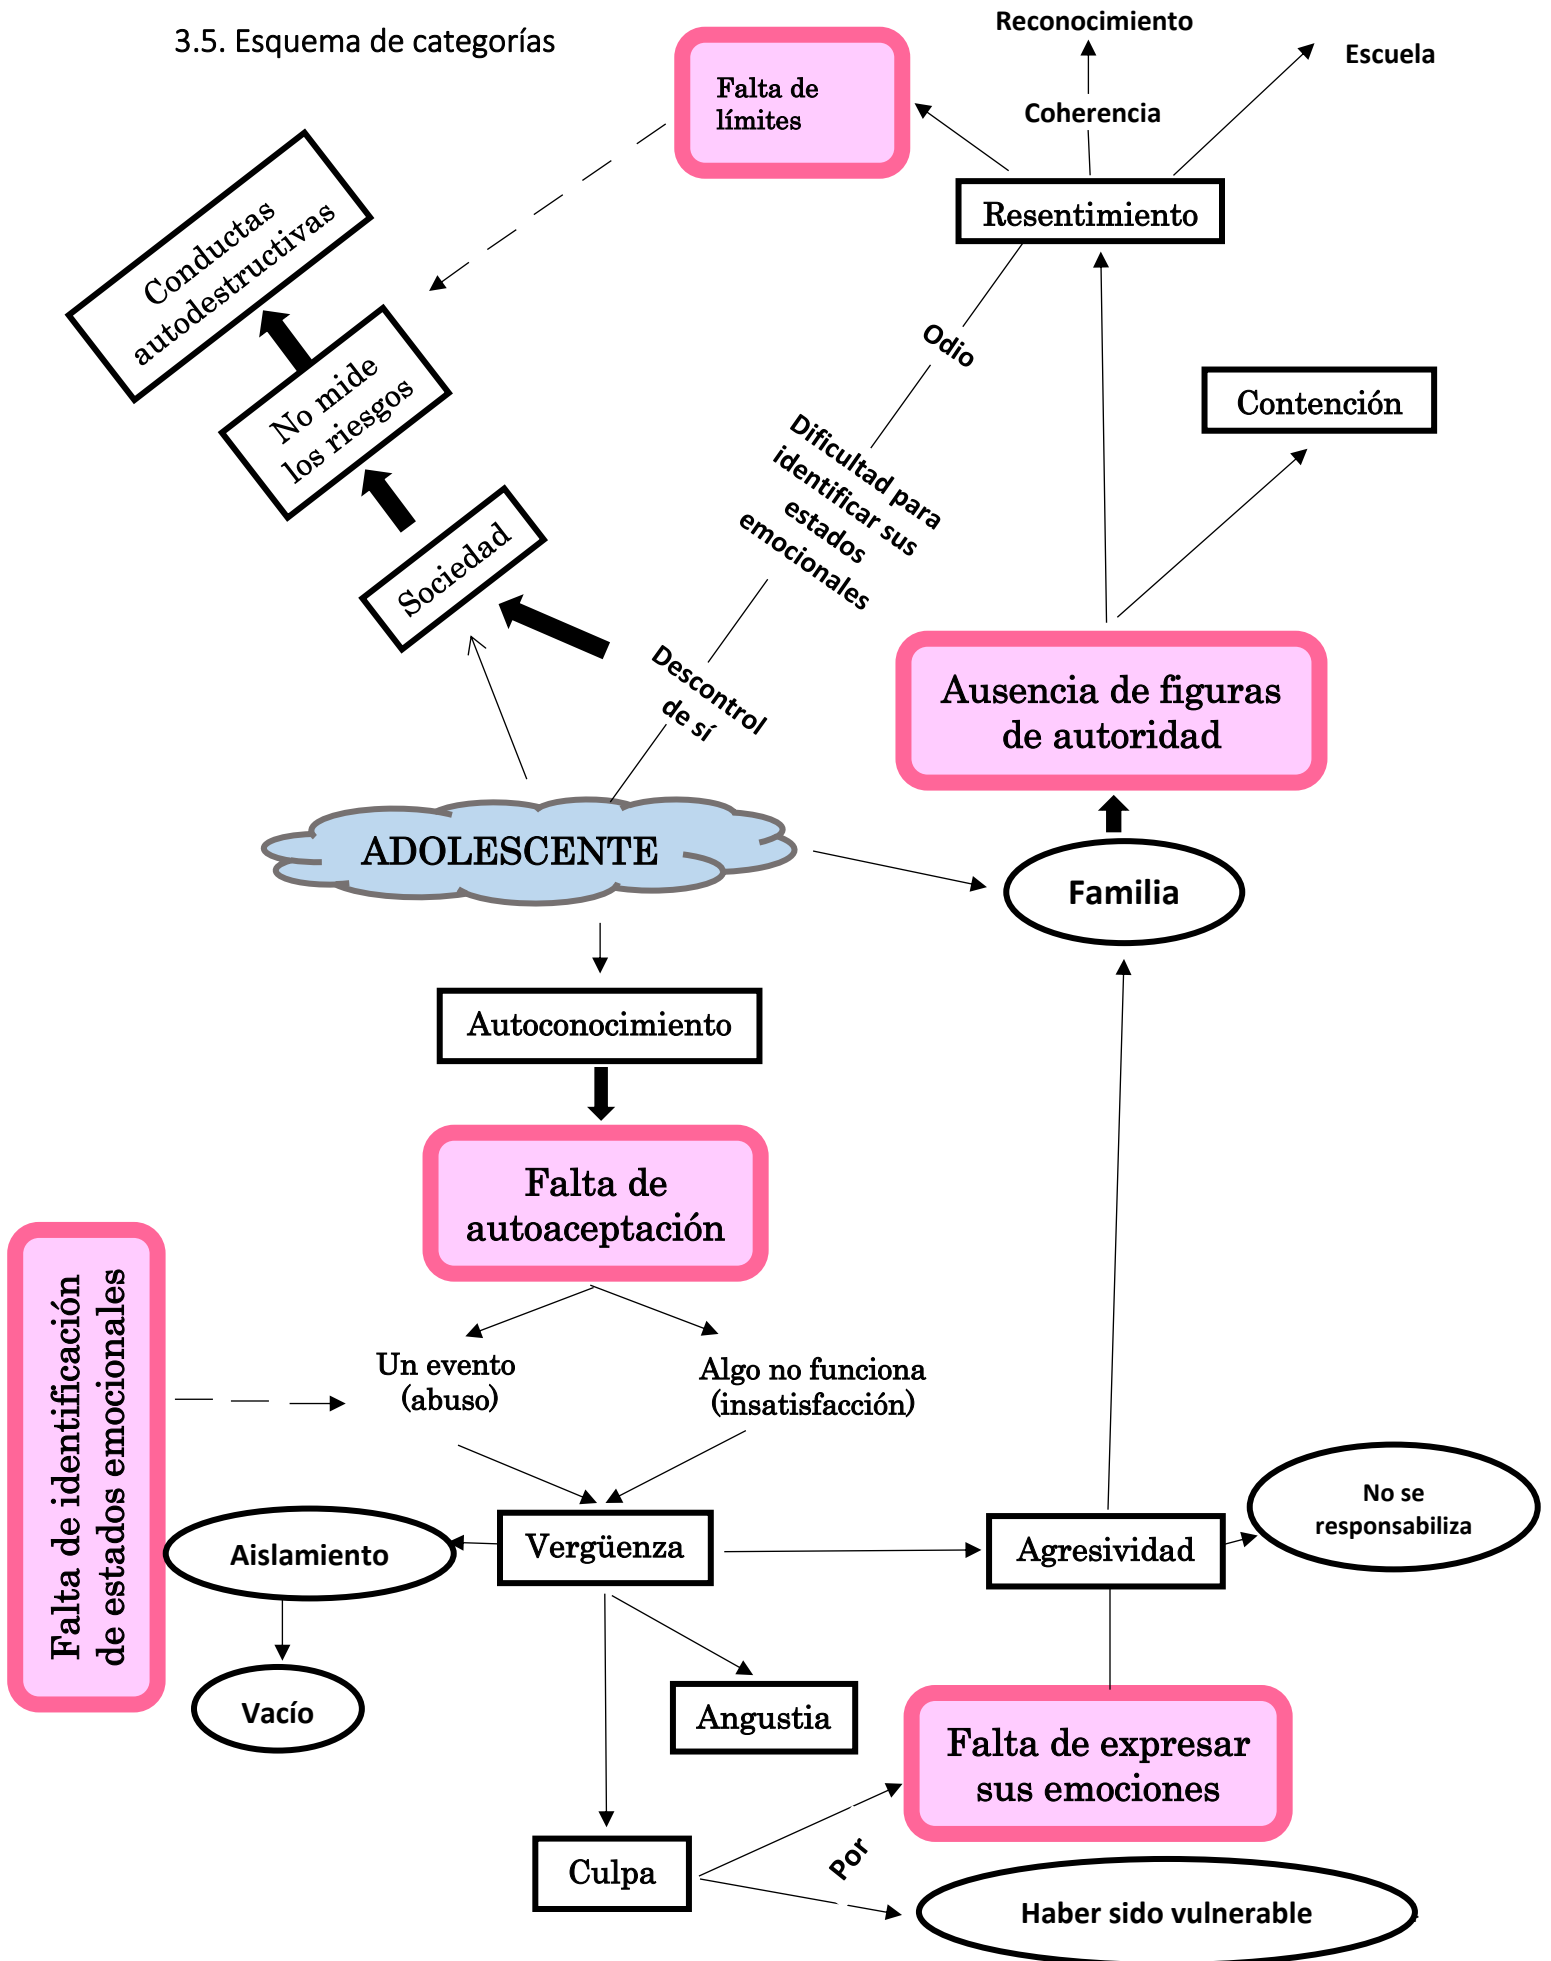 3.5. Esquema de categorías
Reconocimiento
Escuela
Falta de
límites
Coherencia
Resentimiento
Conductas
autodestructivas
Odio
No mide
los riesgos
Contención
Dificultad para
identificar sus
estados
emocionales
Sociedad
Descontrol
de sí
Ausencia de figuras
de autoridad
ADOLESCENTE
Familia
Autoconocimiento
Falta de
autoaceptación
Falta de identificación
de estados emocionales
Un evento
(abuso)
Algo no funciona
(insatisfacción)
No se
responsabiliza
Aislamiento
Vergüenza
Agresividad
Vacío
Angustia
Falta de expresar
sus emociones
Culpa
Por
Haber sido vulnerable